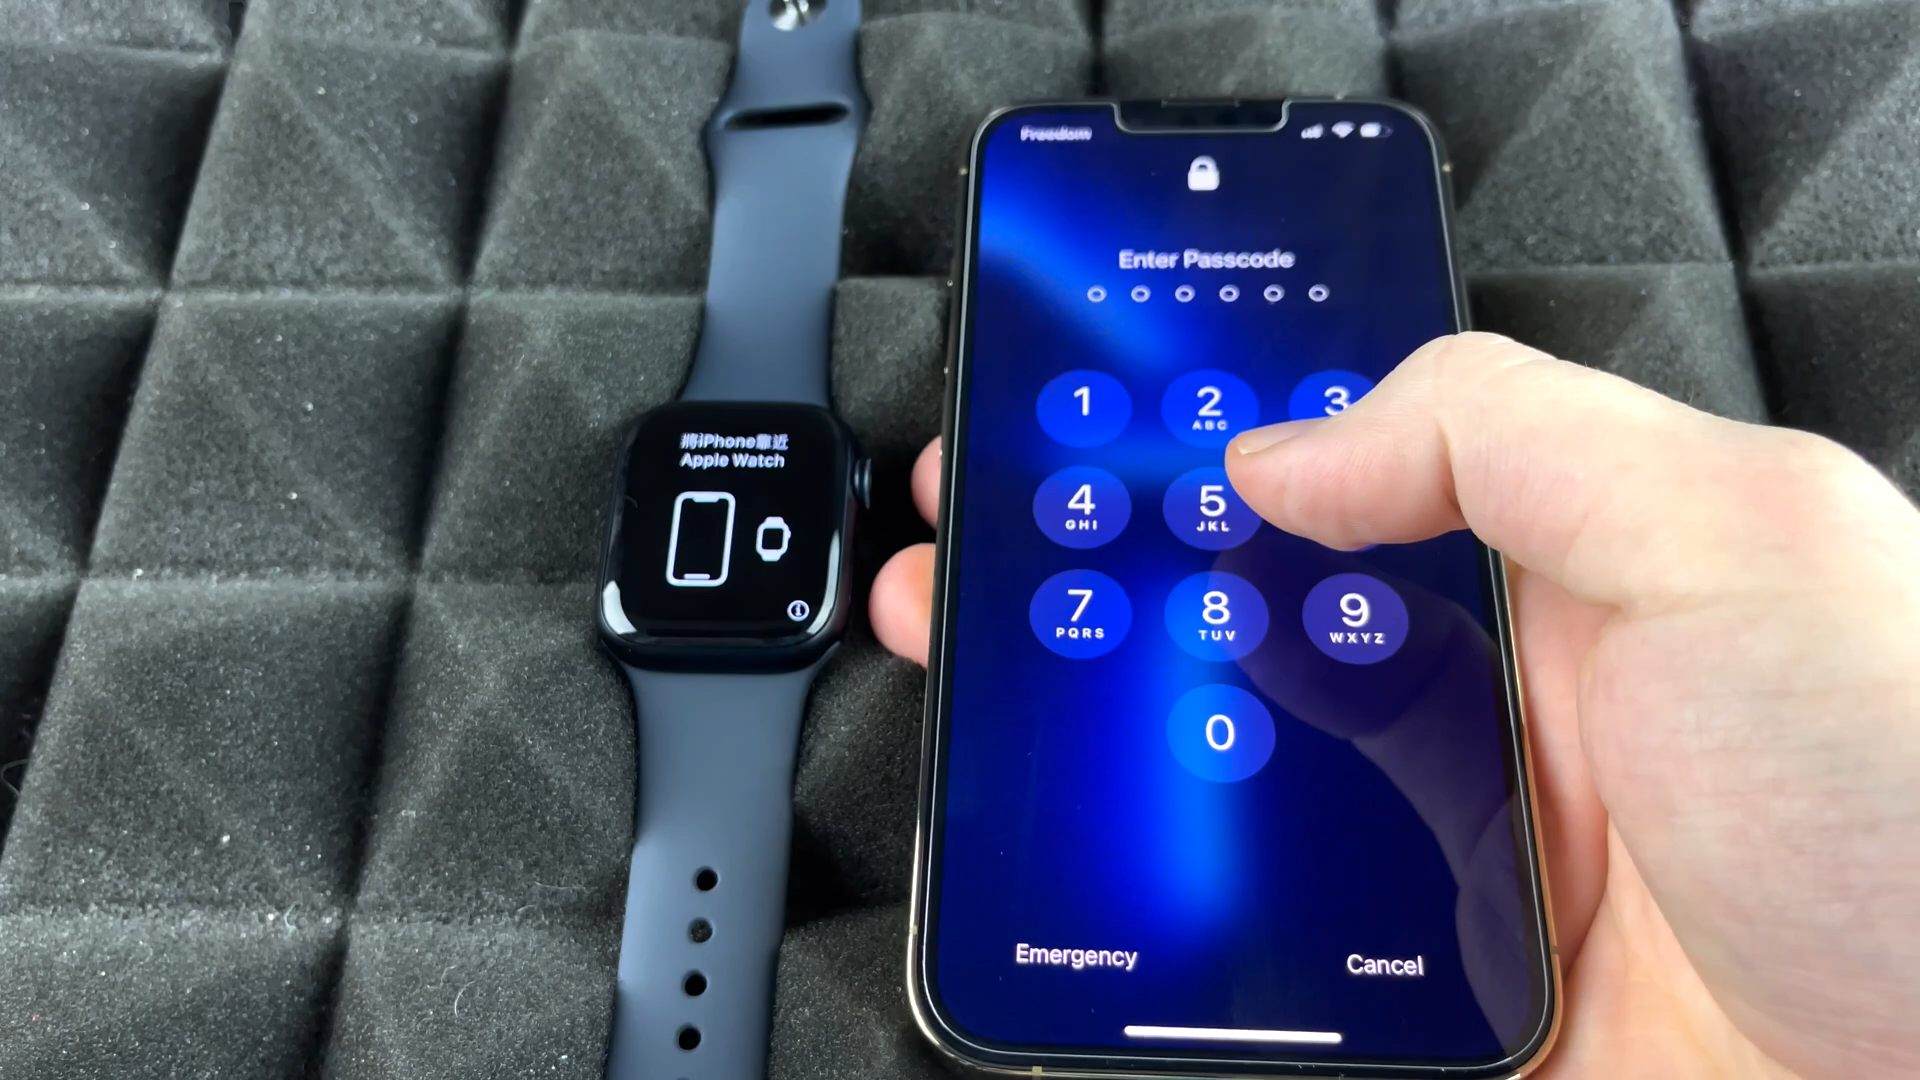 將iPhone靠近
Apple Watch
Freedom
Enter Passcode
1
2
ABC
3
4
GHI
5
JKL
7
PQRS
8
TUV
9
WXYZ
0
Emergency
Cancel